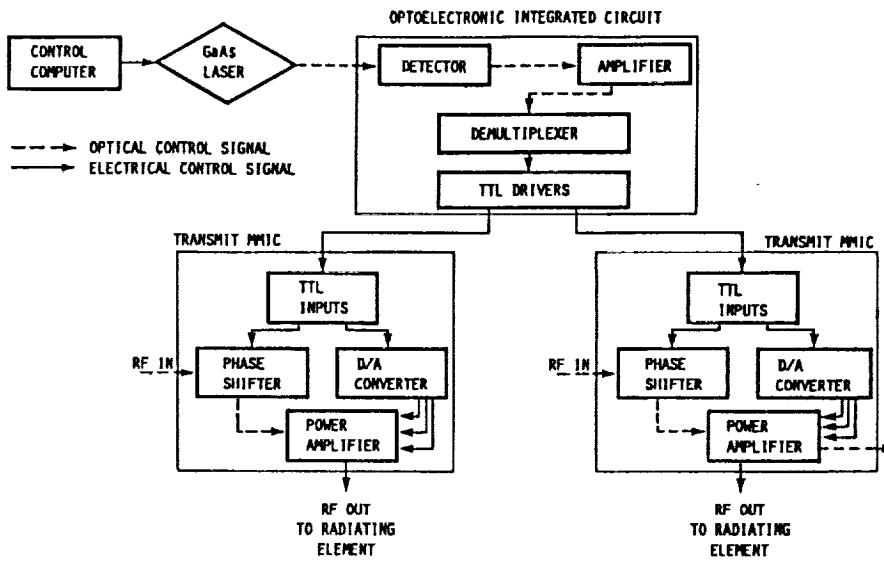 OPTOELECTRONIC INTEGRATED CIRCUIT
CONTROL
COMPUTER
GaAs
LASER
DETECTOR
AMPLIFIER
DEMULTIPLEXER
TTL DRIVERS
OPTICAL CONTROL SIGNAL
ELECTRICAL CONTROL SIGNAL
TRANSMIT MMIC
TTL
INPUTS
RF IN
PHASE
SHIFTER
D/A
CONVERTER
POWER
AMPLIFIER
RF OUT
TO RADIATING
ELEMENT
TRANSMIT MMIC
TTL
INPUTS
RF IN
PHASE
SHIFTER
D/A
CONVERTER
POWER
AMPLIFIER
RF OUT
TO RADIATING
ELEMENT